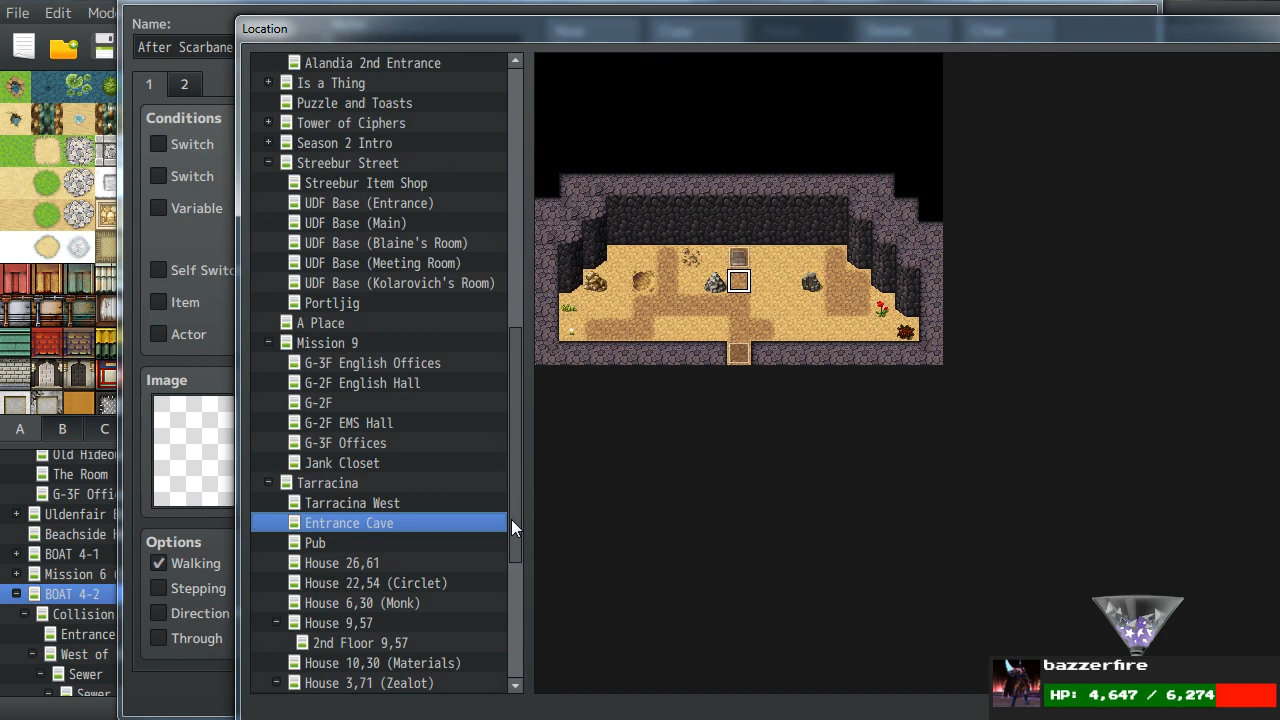 File Edit Mod
Name:
After Scarbane
Location
1 2
Conditions
Switch
Switch
Variable
Self Switc
Item
Actor
Image
Options
Walking
Stepping
Direction
Through
A B C
Old Hideo
The Room
G-3F Offi
Uldenfair
Beachside
BOAT 4-1
Mission 6
BOAT 4-2
Collision
Entrance
West of
Sewer
Sewer
Alandia 2nd Entrance
Is a Thing
Puzzle and Toasts
Tower of Ciphers
Season 2 Intro
Streebur Street
Streebur Item Shop
UDF Base (Entrance)
UDF Base (Main)
UDF Base (Blaine's Room)
UDF Base (Meeting Room)
UDF Base (Kolarovich's Room)
Portljig
A Place
Mission 9
G-3F English Offices
G-2F English Hall
G-2F
G-2F EMS Hall
G-3F Offices
Jank Closet
Tarracina
Tarracina West
Entrance Cave
Pub
House 26,61
House 22,54 (Circlet)
House 6,30 (Monk)
House 9,57
2nd Floor 9,57
House 10,30 (Materials)
House 3,71 (Zealot)
bazzerfire
HP: 4,647 / 6,274